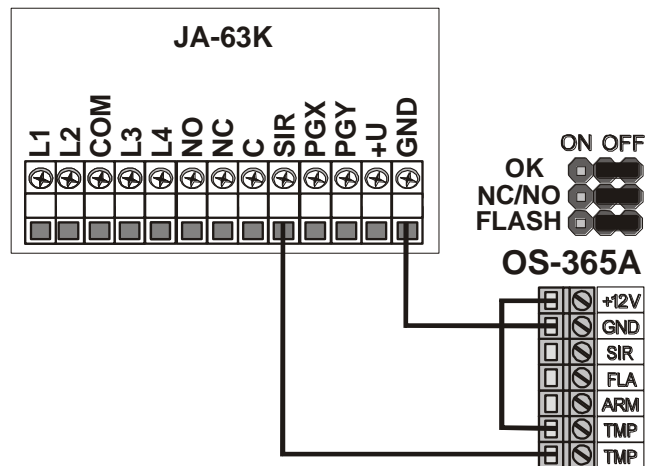 JA-63K
L1 L2 COM L3 L4 NO NC C SIR PGX PGY +U GND
ON OFF
OK
NC/NO
FLASH
OS-365A
+12V
GND
SIR
FLA
ARM
TMP
TMP